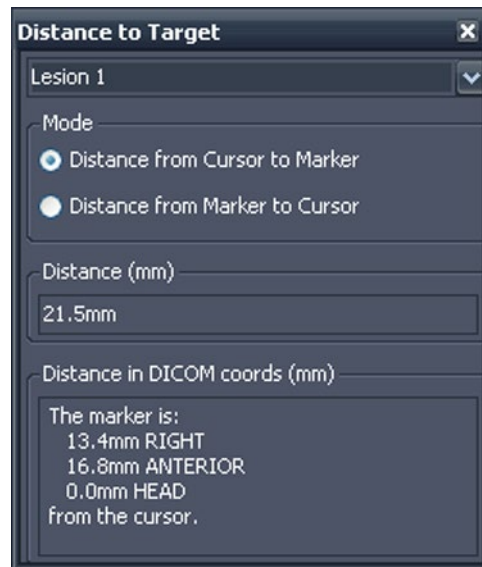 Distance to Target
Lesion 1
Mode
Distance from Cursor to Marker
Distance from Marker to Cursor
Distance (mm)
21.5mm
Distance in DICOM coords (mm)
The marker is:
13.4mm RIGHT
16.8mm ANTERIOR
0.0mm HEAD
from the cursor.